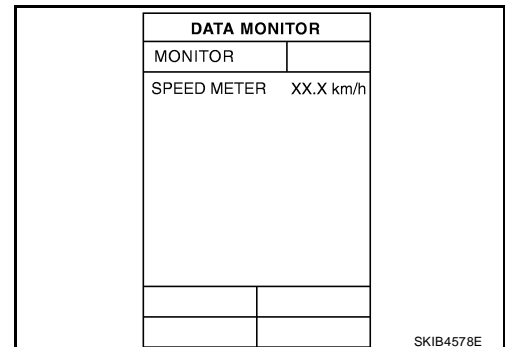 DATA MONITOR
MONITOR
SPEED METER XX.X km/h
SKIB4578E